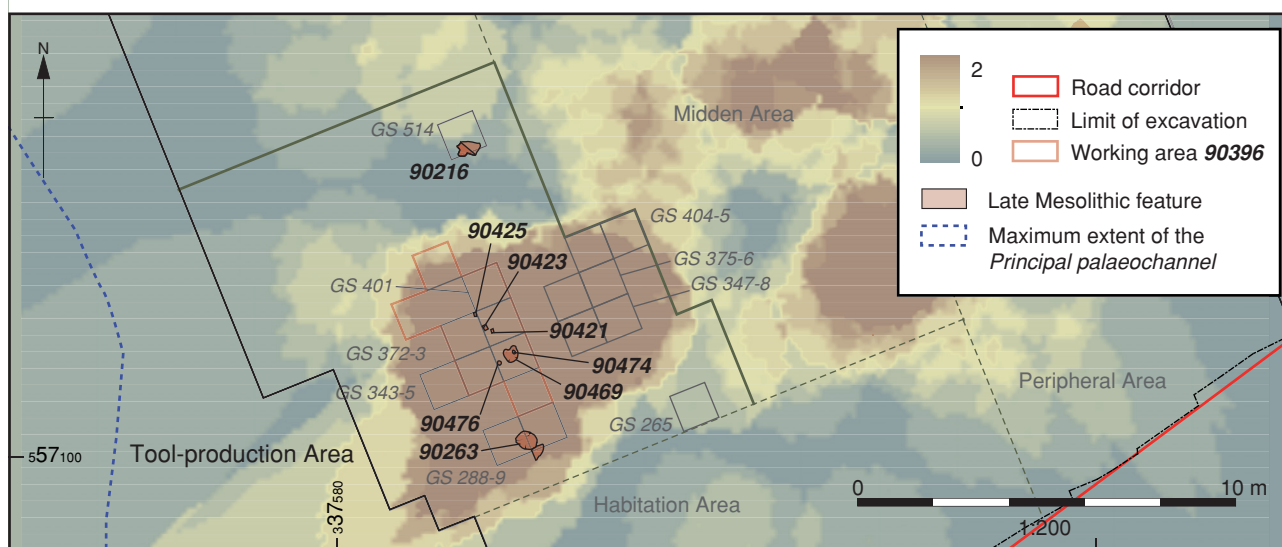 N
GS 514
90216
Midden Area
2
0
Road corridor
Limit of excavation
Working area 90396
Late Mesolithic feature
Maximum extent of the
Principal palaeochannel
90425
90423
GS 401
GS 404-5
GS 375-6
GS 347-8
90421
GS 372-3
90474
90469
GS 343-5
90476
GS 265
Peripheral Area
Tool-production Area
90263
GS 288-9
Habitation Area
557100
337580
0
10 m
1:200